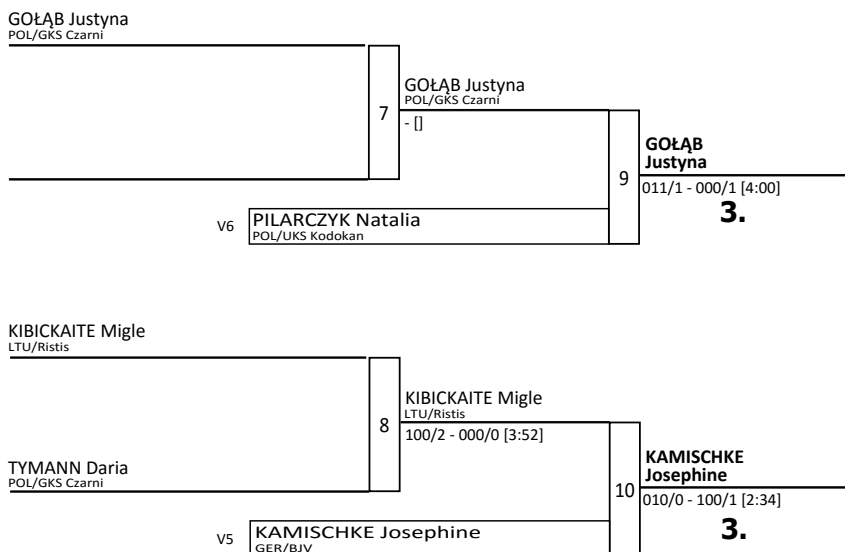 GOŁĄB Justyna
POL/GKS Czarni
7
GOŁĄB Justyna
POL/GKS Czarni
- []
9
GOŁĄB
Justyna
011/1 - 000/1 [4:00]
3.
V6
PILARCZYK Natalia
POL/UKS Kodokan
KIBICKAITE Migle
LTU/Ristis
8
KIBICKAITE Migle
LTU/Ristis
100/2 - 000/0 [3:52]
TYMANN Daria
POL/GKS Czarni
10
KAMISCHKE
Josephine
010/0 - 100/1 [2:34]
3.
V5
KAMISCHKE Josephine
GER/BJV